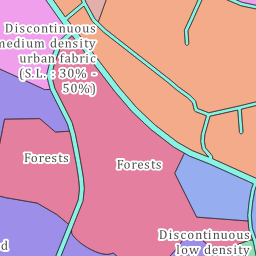 Discontinuous
medium density
urban fabric
(S.L. : 30% -
50%)
Forests
Forests
Discontinuous
low density